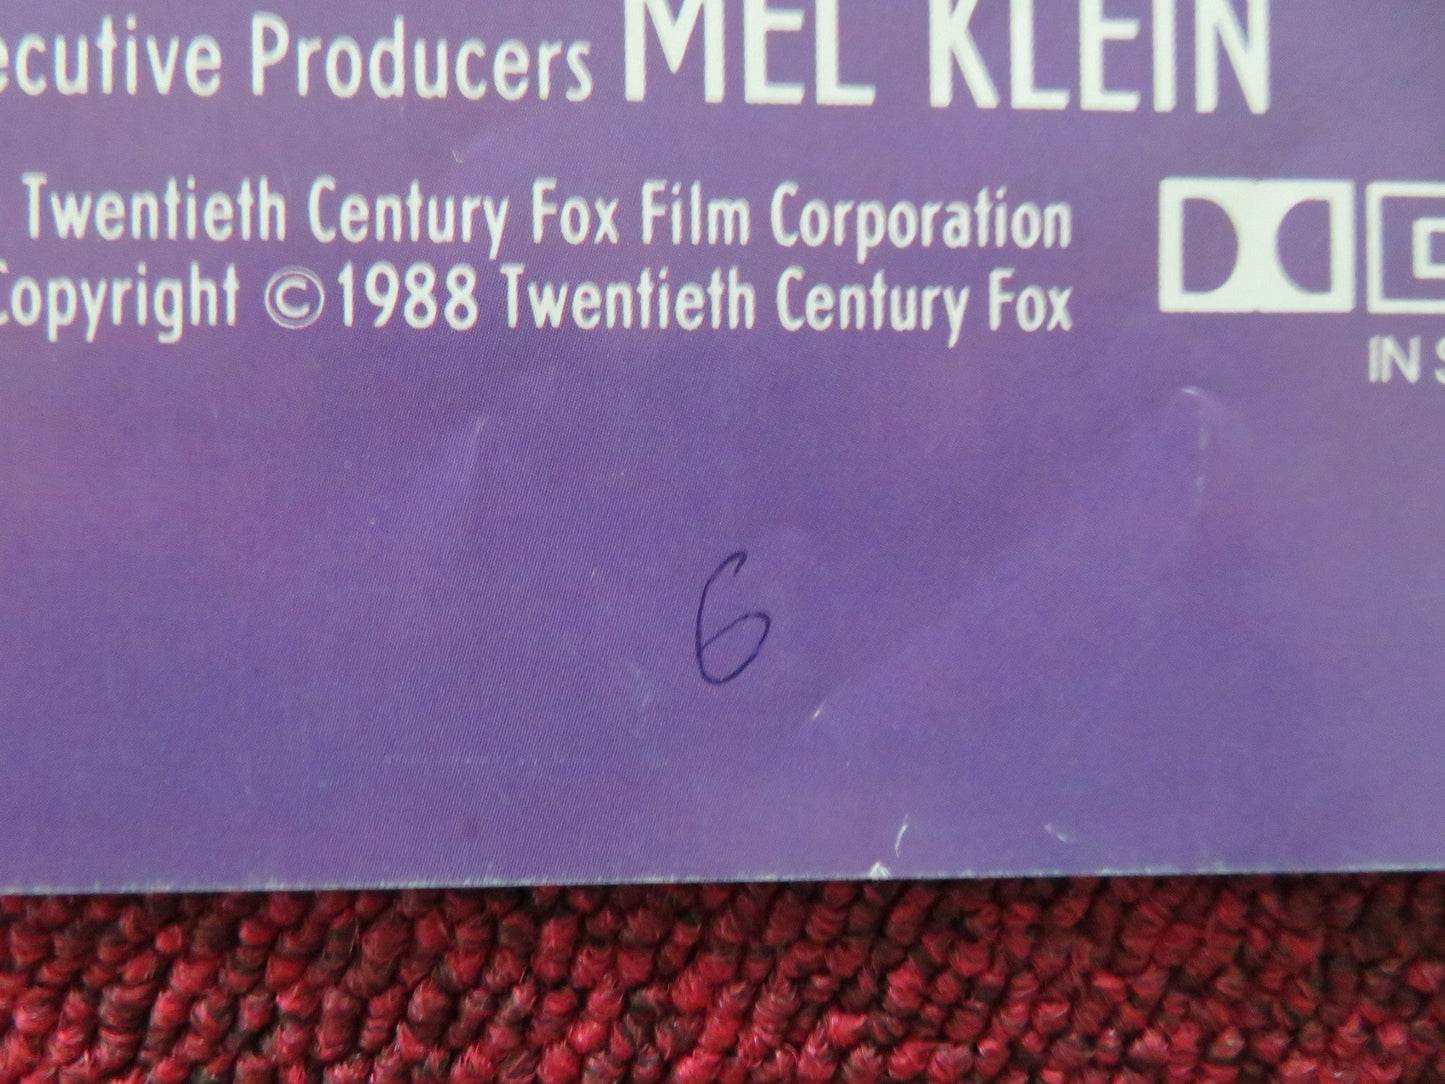 ecutive Producers MEL KLEIN
Twentieth Century Fox Film Corporation
Copyright ©1988 Twentieth Century Fox
IN S
6